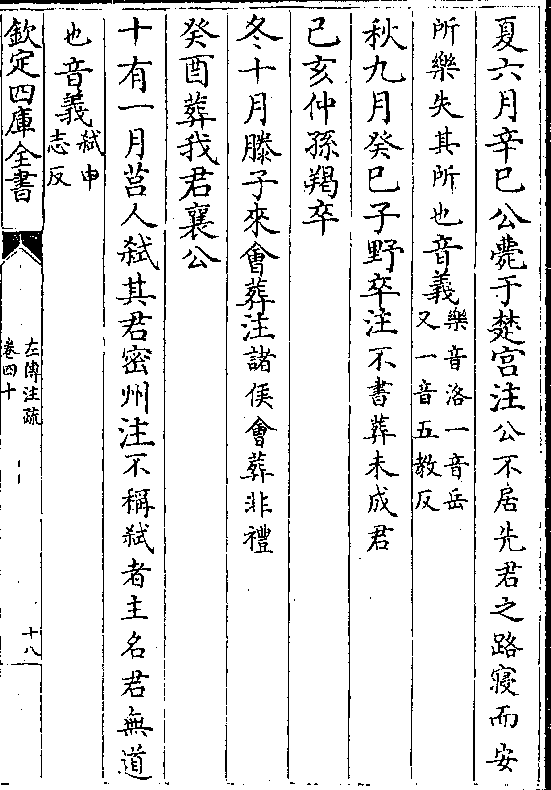 夏六月辛巳公薨于楚宮注公不居先君之路寢而安
所樂失其所也音義樂音洛一音岳又一音五教反
秋九月癸巳子野卒注不書葬未成君
己亥仲孫羯卒
冬十月滕子來會葬注諸侯會葬非禮
癸酉葬我君襄公
十有一月莒人弑其君密州注不稱弑者主名君無道
也音義弑申志反
欽定四庫全書
左傳注疏
卷四十
十八